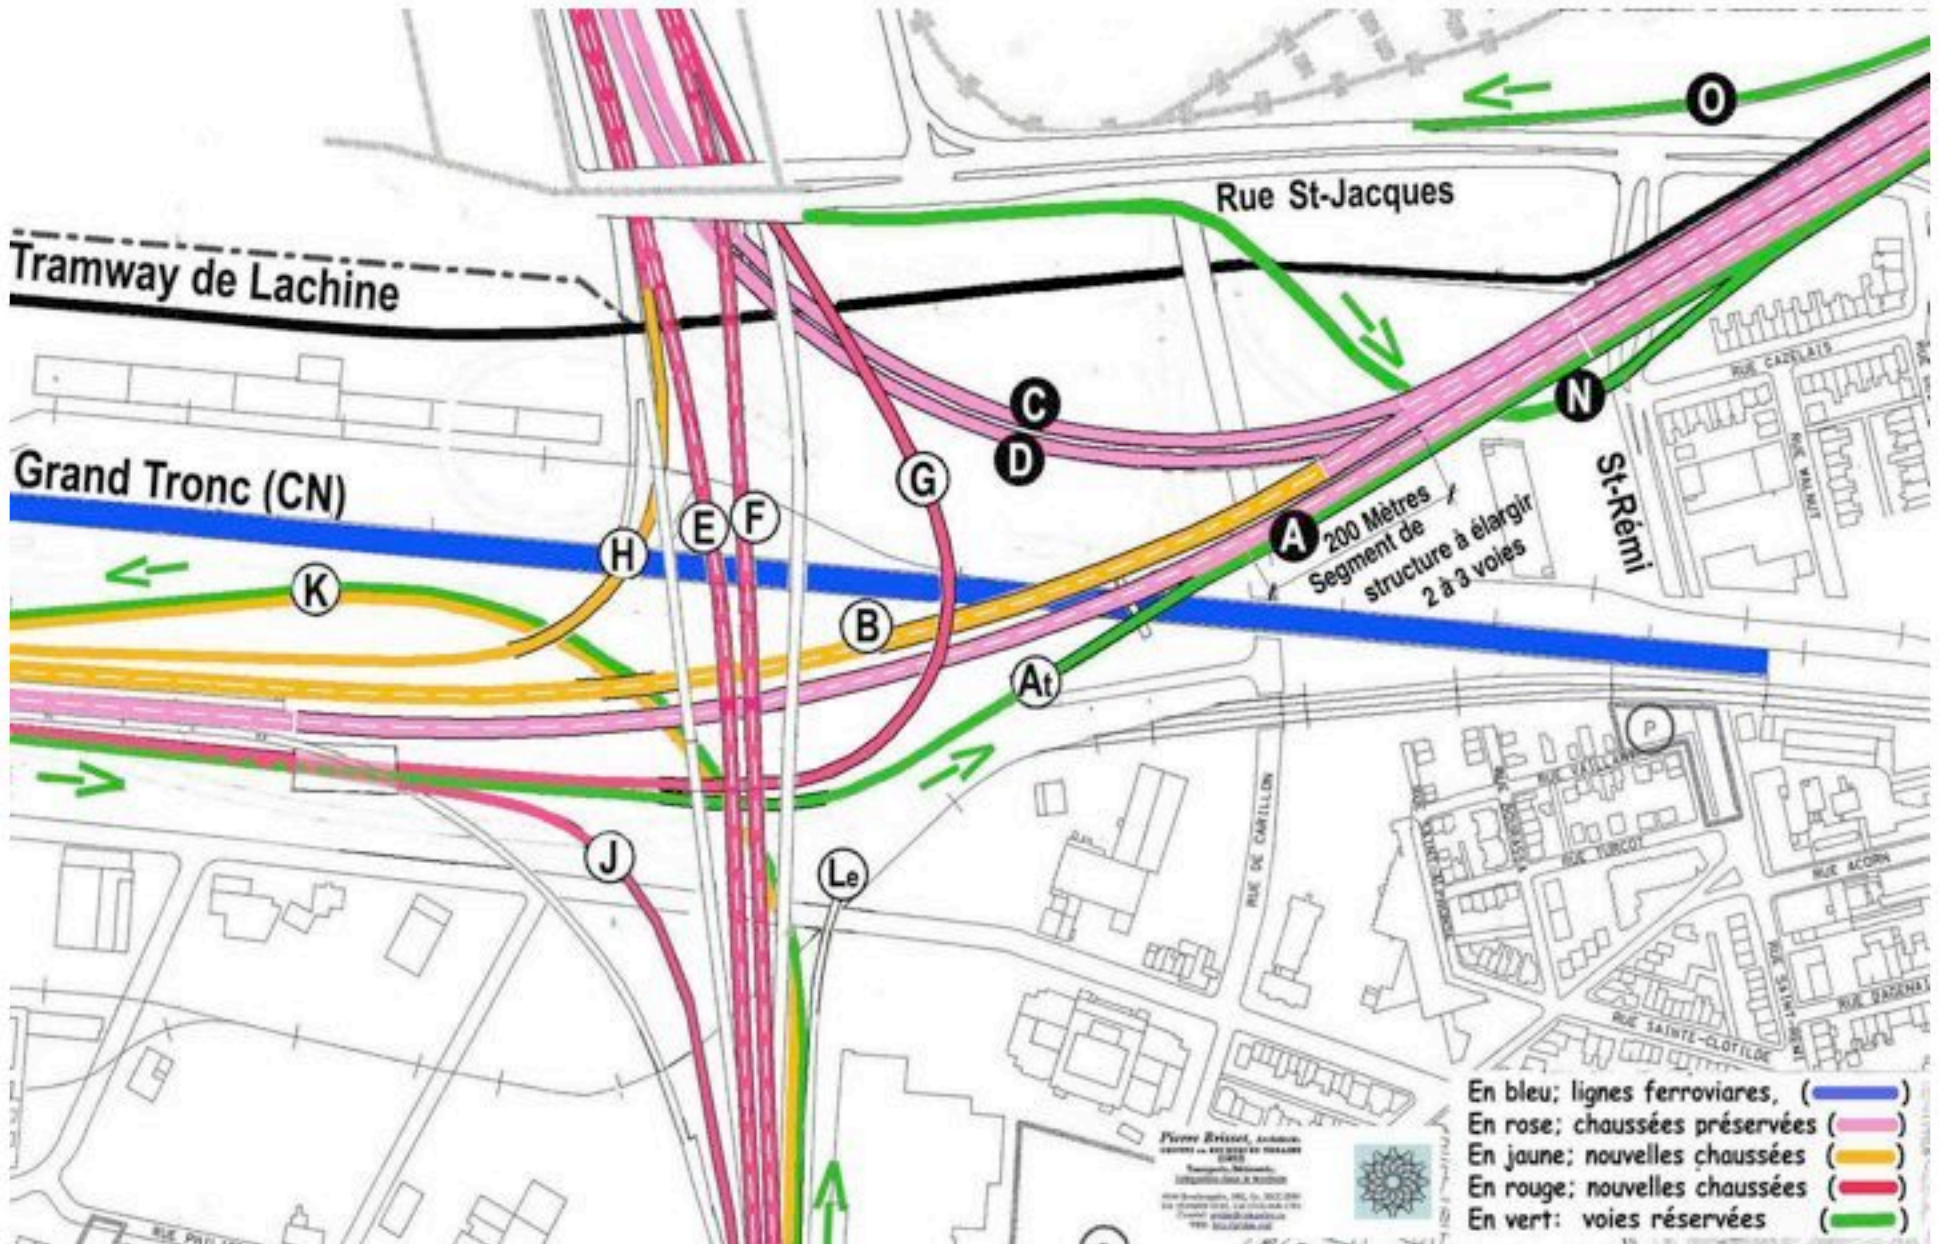 O
Rue St-Jacques
Tramway de Lachine
RUE CAZELAIS
C
N
D
G
RUE WALNUT
Grand Tronc (CN)
E
F
A
200 Mètres
Segment de
structure à élargir
2 à 3 voies
St-Rémi
H
K
B
At
P
RUE VAILLANT
RUE DE CARILLON
RUE TURCOT
RUE ACORN
J
Le
RUE SAINT-REMI
RUE DAGENAI
RUE SAINTE-CLOTILDE
En bleu; lignes ferroviares, ( )
En rose; chaussées préservées ( )
En jaune; nouvelles chaussées ( )
En rouge; nouvelles chaussées ( )
En vert: voies réservées ( )
Pierre Brisset,